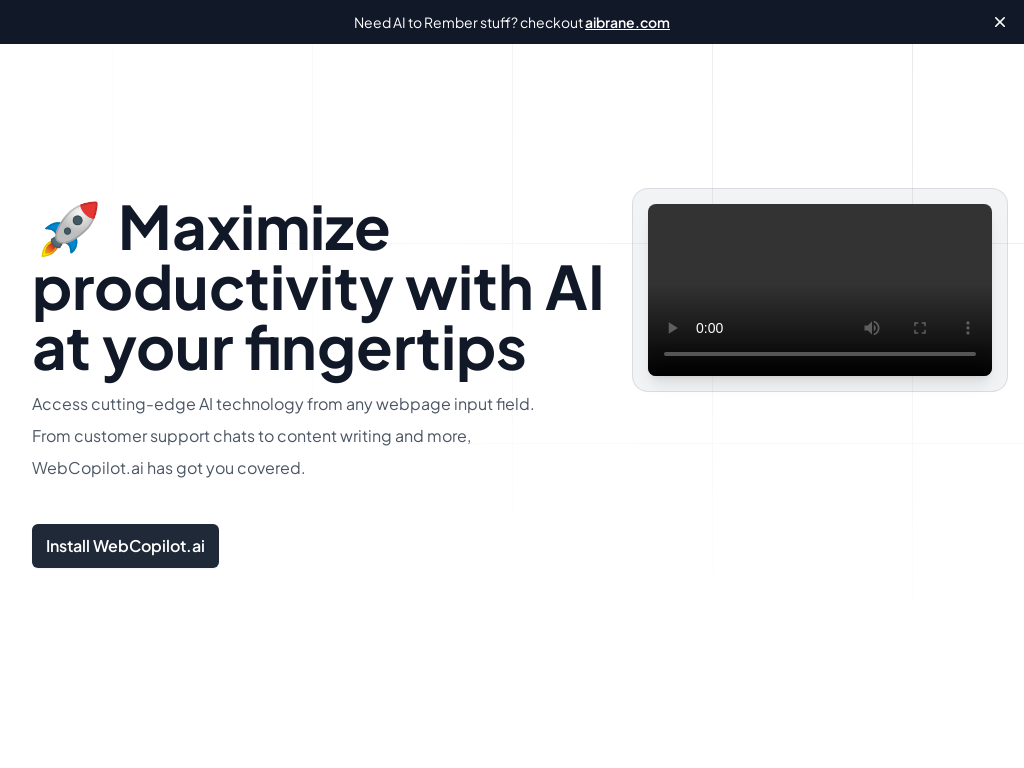 Need AI to Rember stuff? checkout aibrane.com
🚀 Maximize
productivity with AI
at your fingertips
Access cutting-edge AI technology from any webpage input field.
From customer support chats to content writing and more,
WebCopilot.ai has got you covered.
Install WebCopilot.ai
0:00